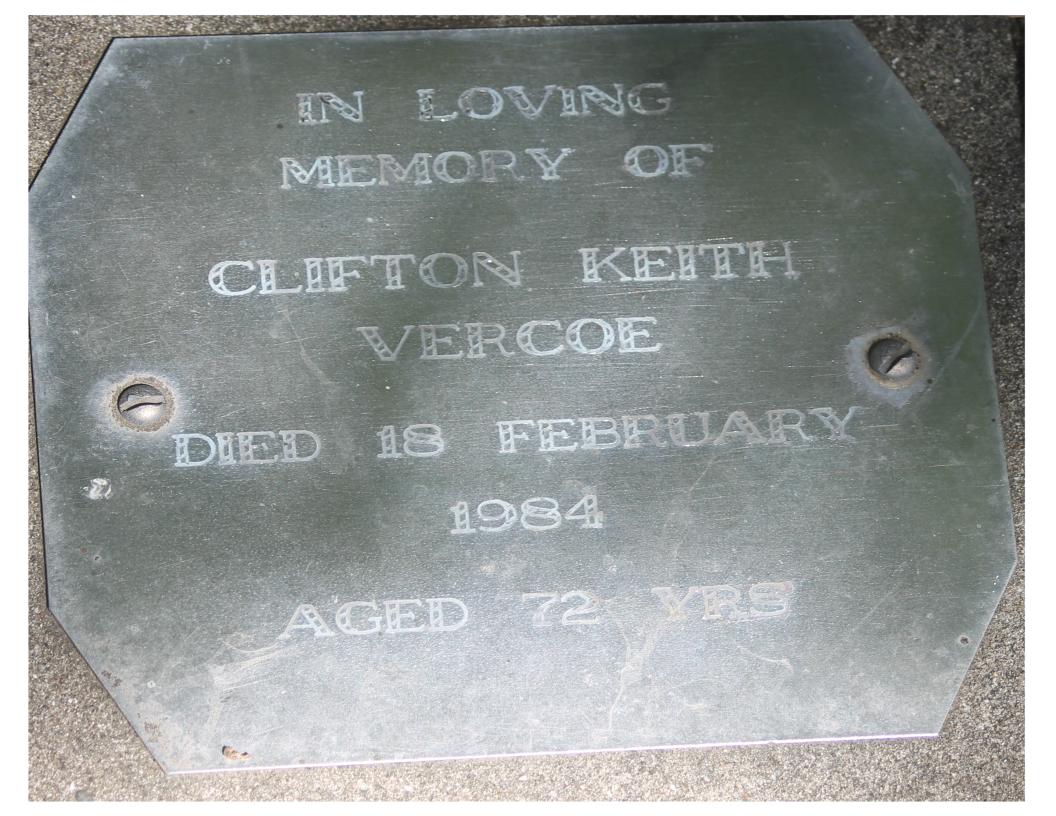 IN LOVING
MEMORY OF
CLIFTON KEITH
VERCOE
DIED 18 FEBRUARY
1984
AGED 72 YRS